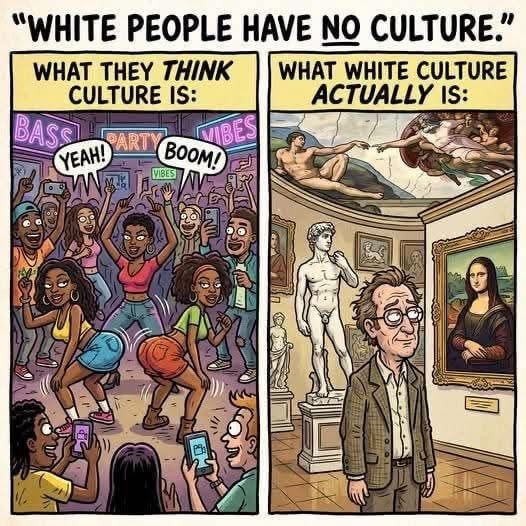 "WHITE PEOPLE HAVE NO CULTURE."
WHAT THEY THINK
CULTURE IS:
BASS
PARTY
VIBES
YEAH!
BOOM!
VIBES
WHAT WHITE CULTURE
ACTUALLY IS: